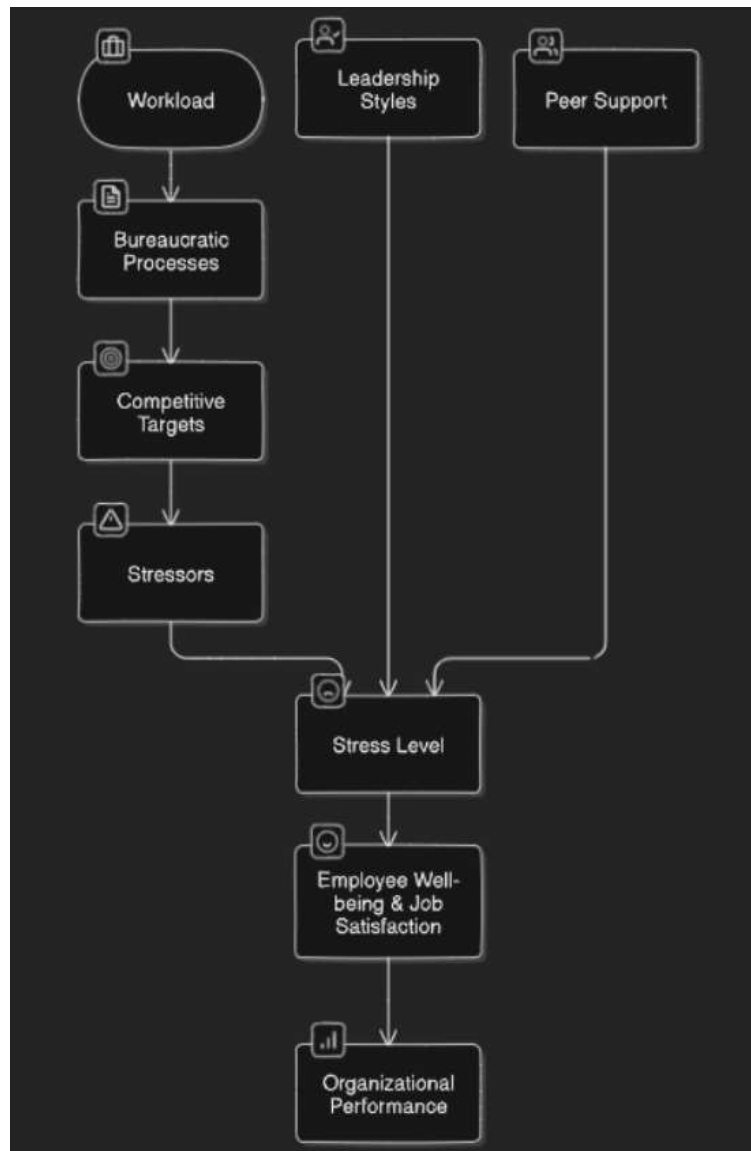 Workload
Leadership
Styles
Peer Support
Bureaucratic
Processes
Competitive
Targets
Stressors
Stress Level
Employee Well-
being & Job
Satisfaction
Organizational
Performance